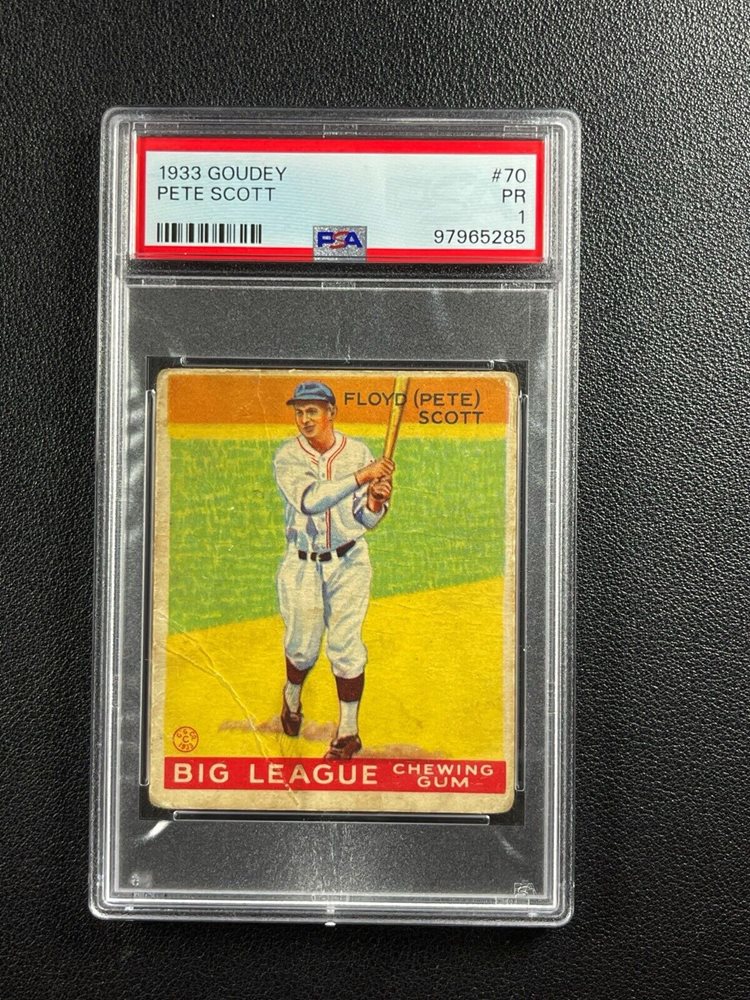 1933 GOUDEY #70
PETE SCOTT PR
1
PSA 97965285
FLOYD (PETE)
SCOTT
BIG LEAGUE CHEWING
GUM